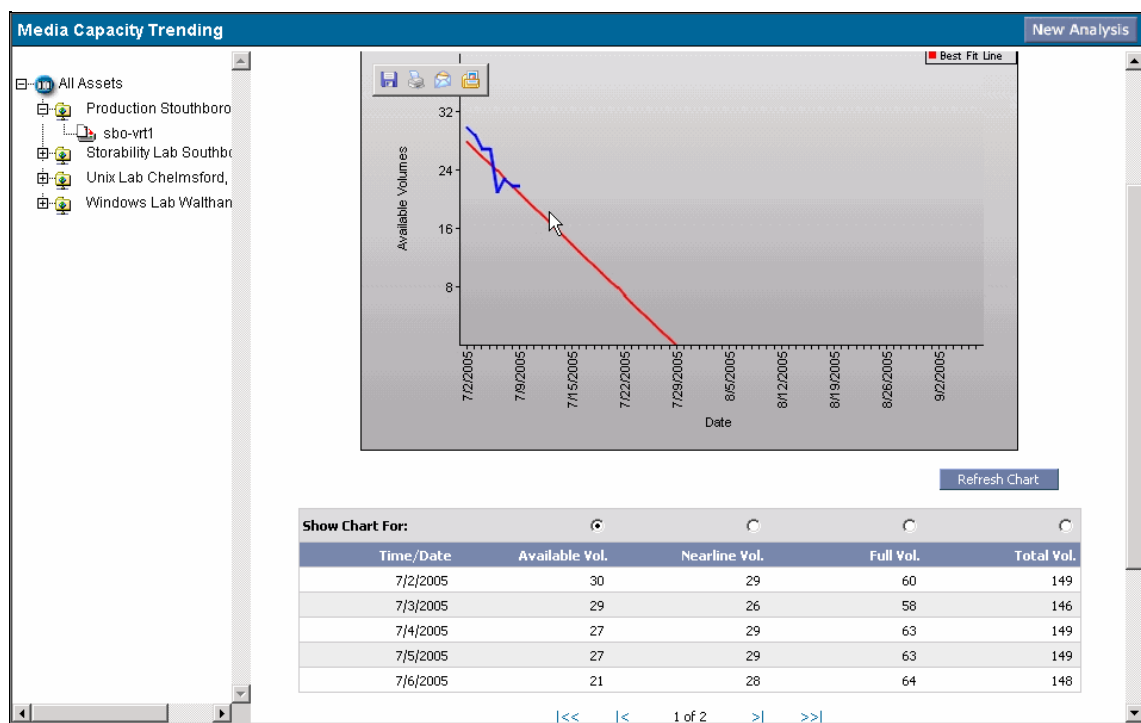 Media Capacity Trending
New Analysis
All Assets
Production Stouthboro
sbo-vrt1
Storability Lab Southbo
Unix Lab Chelmsford,
Windows Lab Walthan
Best Fit Line
Available Volumes
32
24
16
8
7/2/2005
7/9/2005
7/15/2005
7/22/2005
7/29/2005
8/5/2005
8/12/2005
8/19/2005
8/26/2005
9/2/2005
Date
Refresh Chart
Show Chart For:
Time/Date Available Vol. Nearline Vol. Full Vol. Total Vol.
7/2/2005 30 29 60 149
7/3/2005 29 26 58 146
7/4/2005 27 29 63 149
7/5/2005 27 29 63 149
7/6/2005 21 28 64 148
|<< |< 1 of 2 >| >>|